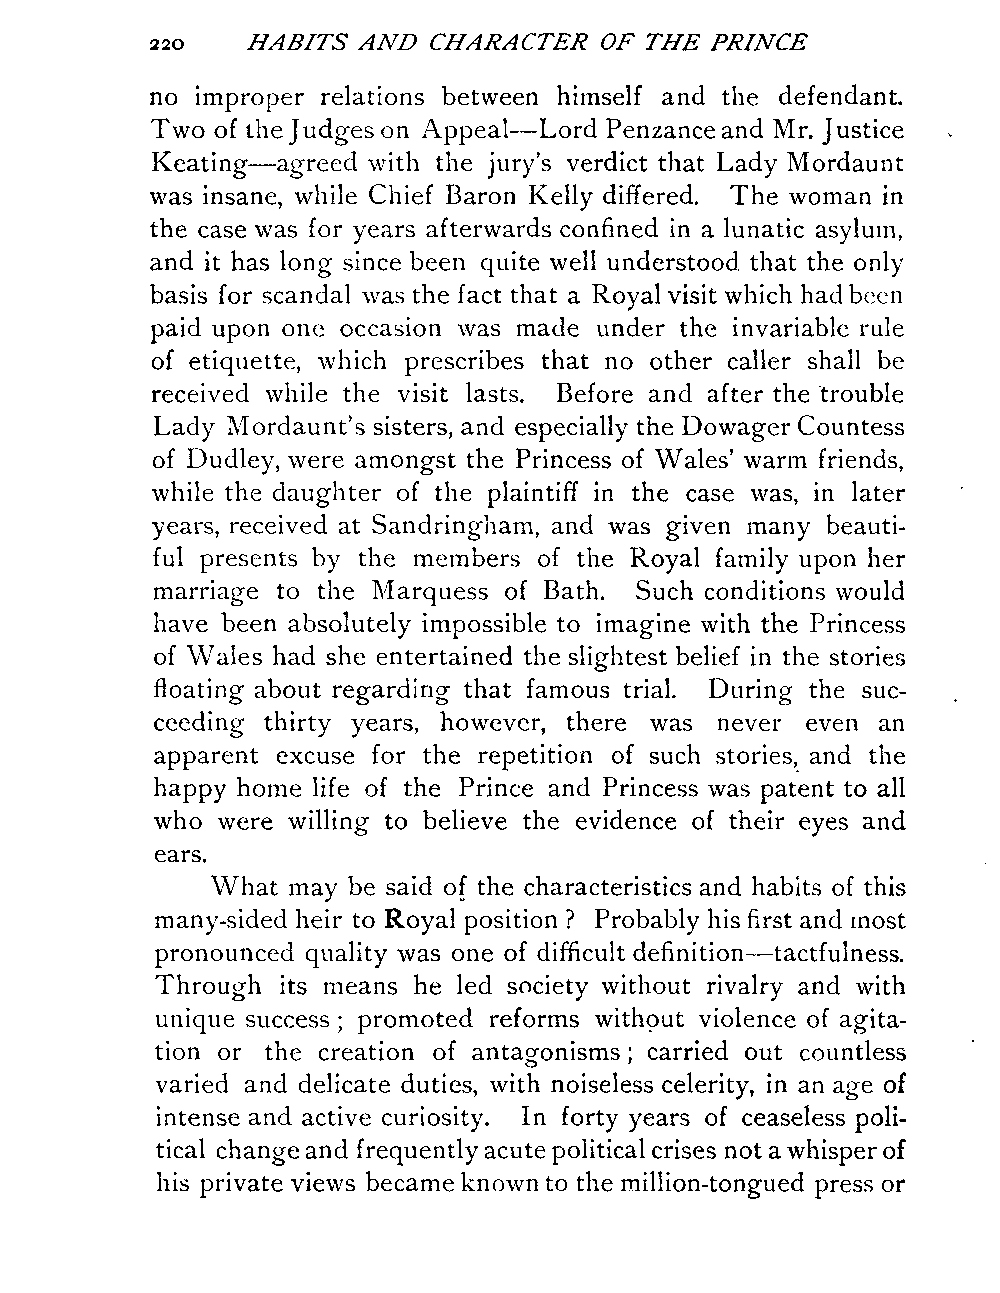 220 HABITS AND CHARACTER OF THE PRINCE
no improper relations between himself and the defendant.
Two of the Judges on Appeal—Lord Penzance and Mr. Justice
Keating—agreed with the jury's verdict that Lady Mordaunt
was insane, while Chief Baron Kelly differed. The woman in
the case was for years afterwards confined in a lunatic asylum,
and it has long since been quite well understood that the only
basis for scandal was the fact that a Royal visit which had been
paid upon one occasion was made under the invariable rule
of etiquette, which prescribes that no other caller shall be
received while the visit lasts. Before and after the trouble
Lady Mordaunt's sisters, and especially the Dowager Countess
of Dudley, were amongst the Princess of Wales' warm friends,
while the daughter of the plaintiff in the case was, in later
years, received at Sandringham, and was given many beauti-
ful presents by the members of the Royal family upon her
marriage to the Marquess of Bath. Such conditions would
have been absolutely impossible to imagine with the Princess
of Wales had she entertained the slightest belief in the stories
floating about regarding that famous trial. During the suc-
ceeding thirty years, however, there was never even an
apparent excuse for the repetition of such stories, and the
happy home life of the Prince and Princess was patent to all
who were willing to believe the evidence of their eyes and
ears.
What may be said of the characteristics and habits of this
many-sided heir to Royal position ? Probably his first and most
pronounced quality was one of difficult definition—tactfulness.
Through its means he led society without rivalry and with
unique success ; promoted reforms without violence of agita-
tion or the creation of antagonisms ; carried out countless
varied and delicate duties, with noiseless celerity, in an age of
intense and active curiosity. In forty years of ceaseless poli-
tical change and frequently acute political crises not a whisper of
his private views became known to the million-tongued press or